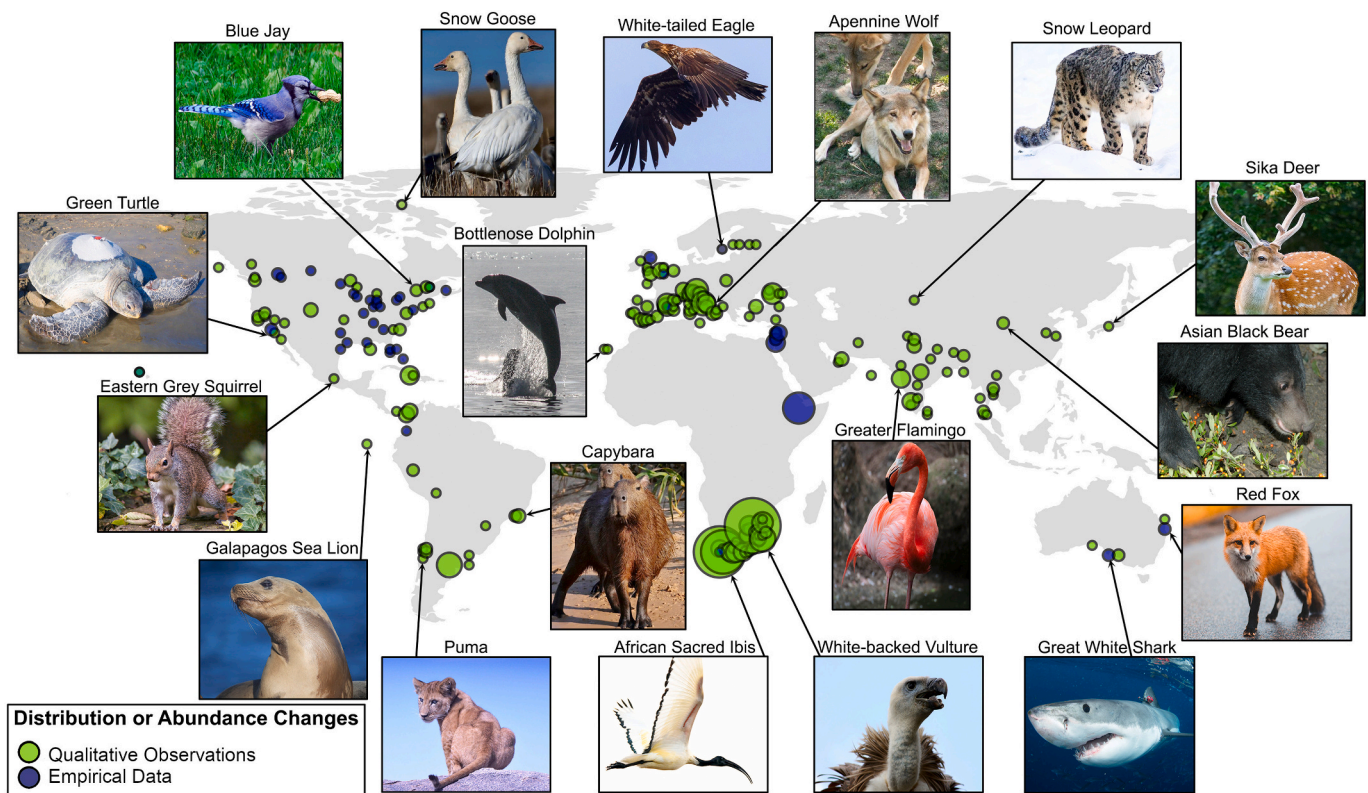 Blue Jay
Snow Goose
White-tailed Eagle
Apennine Wolf
Snow Leopard
Sika Deer
Green Turtle
Bottlenose Dolphin
Asian Black Bear
Eastern Grey Squirrel
Capybara
Greater Flamingo
Red Fox
Galapagos Sea Lion
Puma
African Sacred Ibis
White-backed Vulture
Great White Shark
Distribution or Abundance Changes
Qualitative Observations
Empirical Data